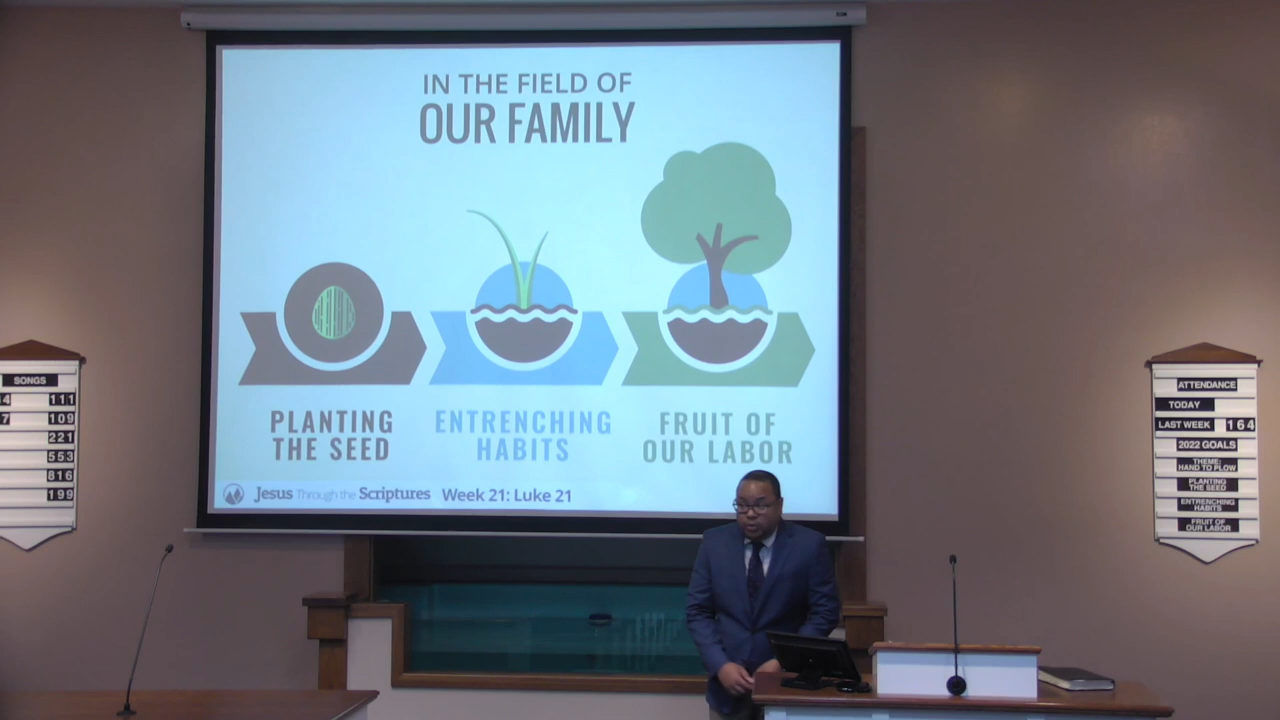 IN THE FIELD OF
OUR FAMILY
PLANTING
THE SEED
ENTRENCHING
HABITS
FRUIT OF
OUR LABOR
Jesus Through the Scriptures Week 21: Luke 21
SONGS
4 111
7 109
221
553
816
199
ATTENDANCE
TODAY
LAST WEEK 164
2022 GOALS
THEME:
HAND TO PLOW
PLANTING
THE SEED
ENTRENCHING
HABITS
FRUIT OF
OUR LABOR